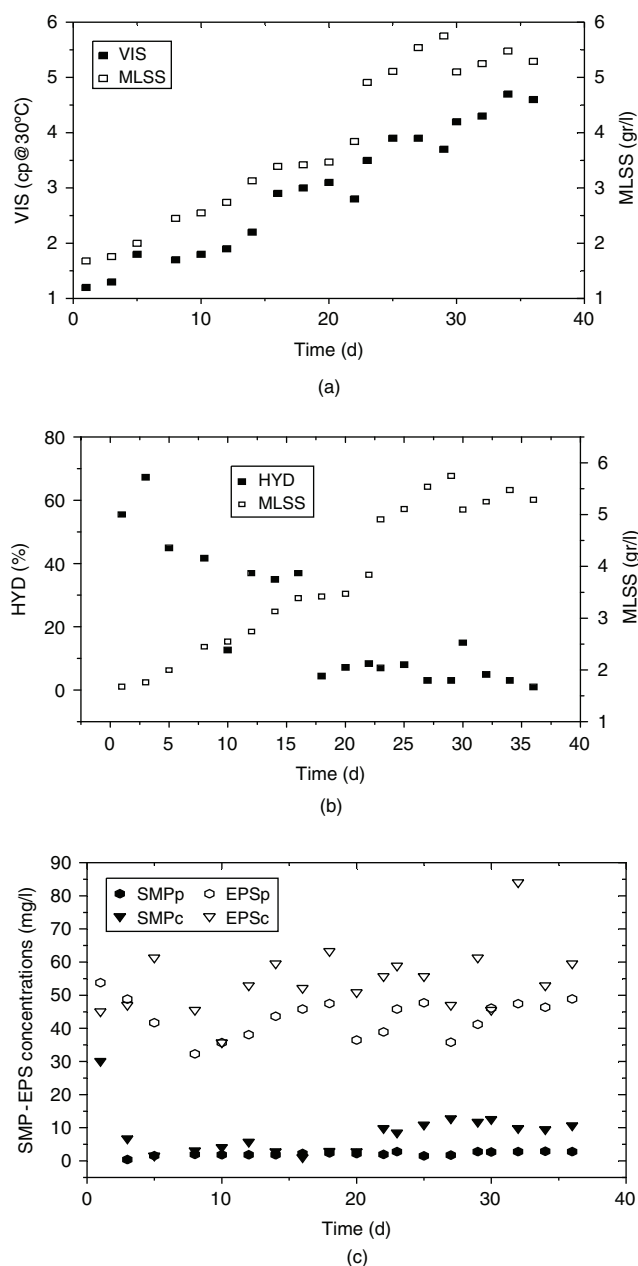 6
5
4
3
2
1
VIS (cp@30ºC)
VIS
MLSS
6
5
4
3
2
1
MLSS (gr/l)
0 10 20 30 40
Time (d)
(a)
80
60
40
20
0
HYD (%)
HYD
MLSS
6
5
4
3
2
1
MLSS (gr/l)
0 5 10 15 20 25 30 35 40
Time (d)
(b)
90
80
70
60
50
40
30
20
10
0
SMP - EPS concentrations (mg/l)
SMPp EPSp
SMPc EPSc
0 10 20 30 40
Time (d)
(c)